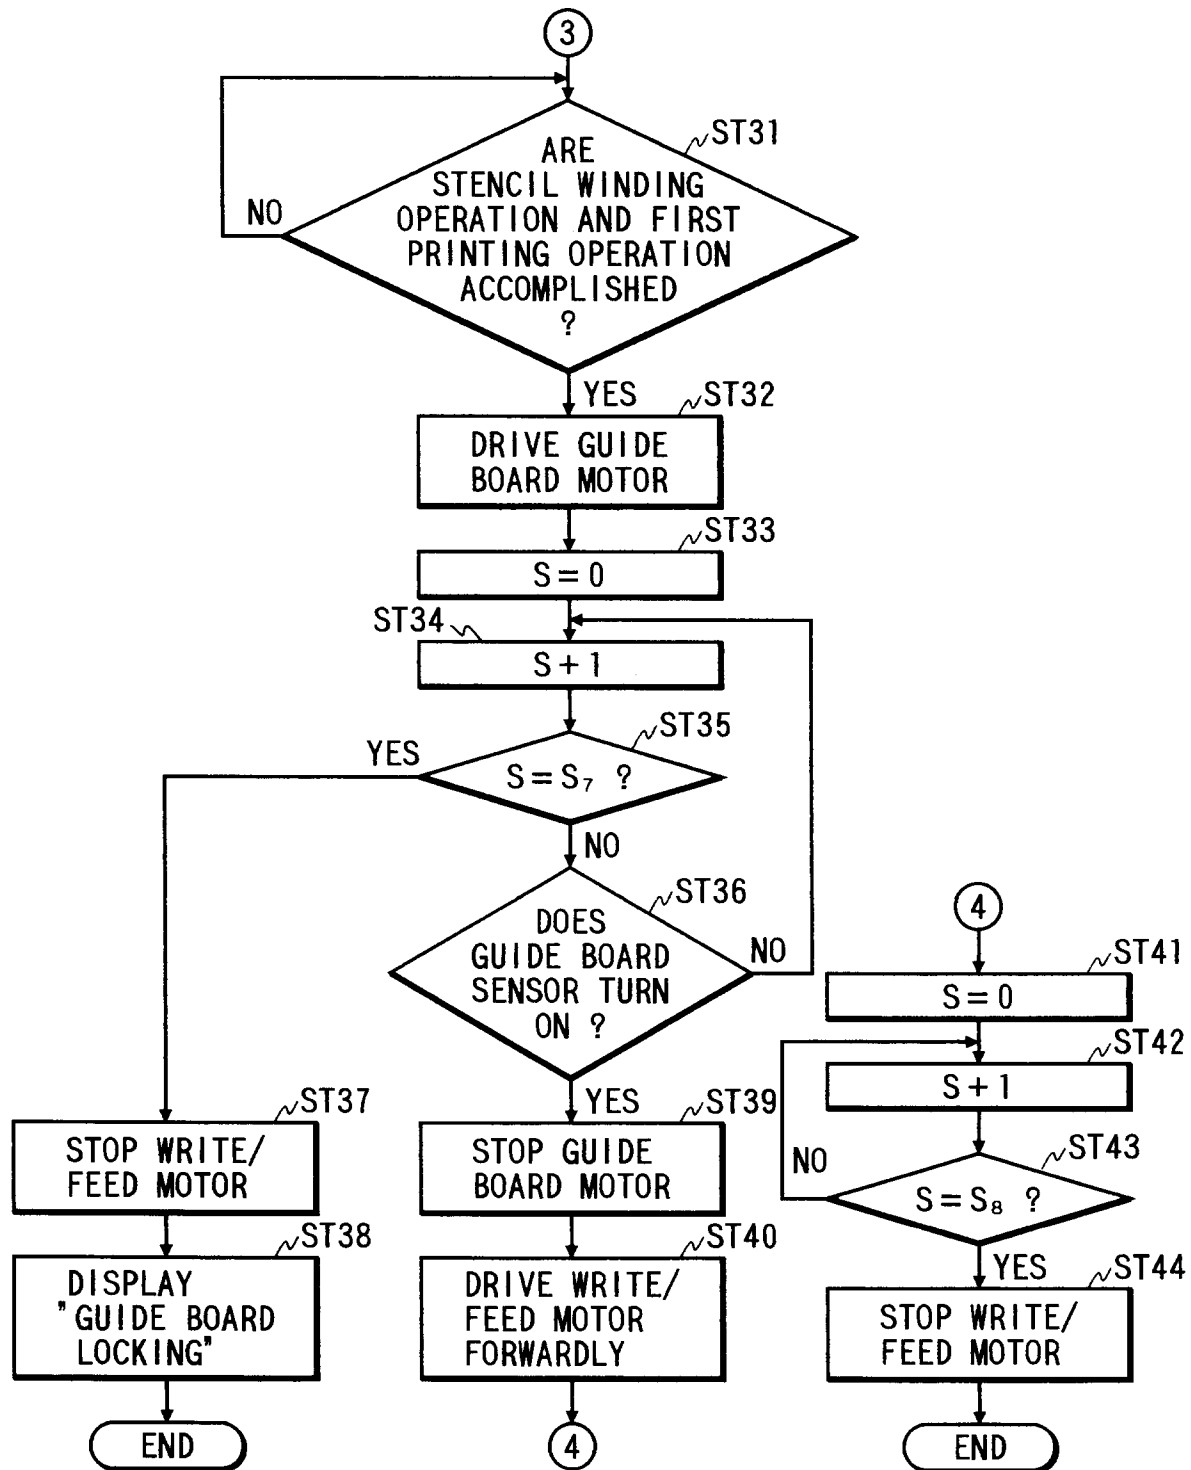 3
ST31
ARE
STENCIL WINDING
OPERATION AND FIRST
PRINTING OPERATION
ACCOMPLISHED
?
NO
YES
ST32
DRIVE GUIDE
BOARD MOTOR
ST33
S = 0
ST34
S + 1
ST35
S = S₇ ?
YES
NO
ST36
DOES
GUIDE BOARD
SENSOR TURN
ON ?
NO
YES
ST37
STOP WRITE/
FEED MOTOR
ST38
DISPLAY
"GUIDE BOARD
LOCKING"
END
ST39
STOP GUIDE
BOARD MOTOR
ST40
DRIVE WRITE/
FEED MOTOR
FORWARDLY
4
4
ST41
S = 0
ST42
S + 1
ST43
S = S₈ ?
NO
YES
ST44
STOP WRITE/
FEED MOTOR
END